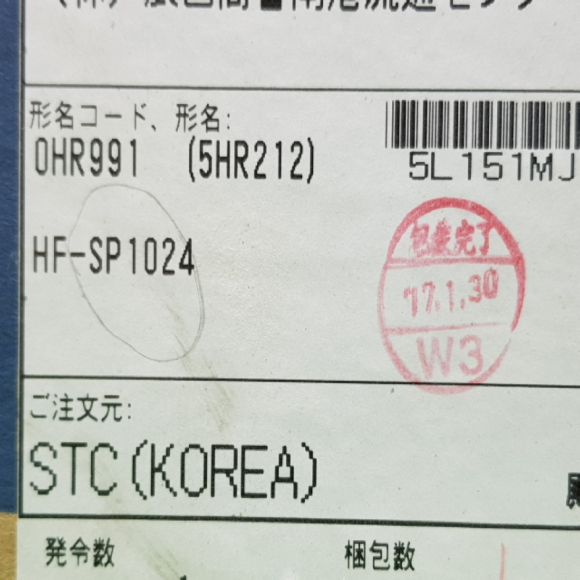 形名コード、形名:
0HR991 (5HR212)
5L151MJ
HF-SP1024
包装完了
'17.1.30
W3
ご注文元:
STC(KOREA)
発令数
梱包数